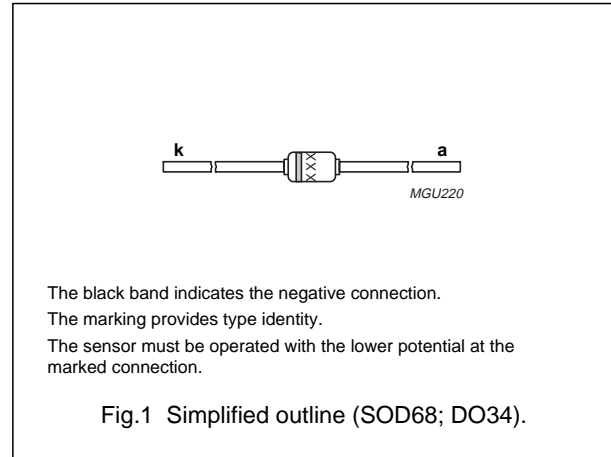 k a
MGU220
The black band indicates the negative connection.
The marking provides type identity.
The sensor must be operated with the lower potential at the
marked connection.
Fig.1 Simplified outline (SOD68; DO34).